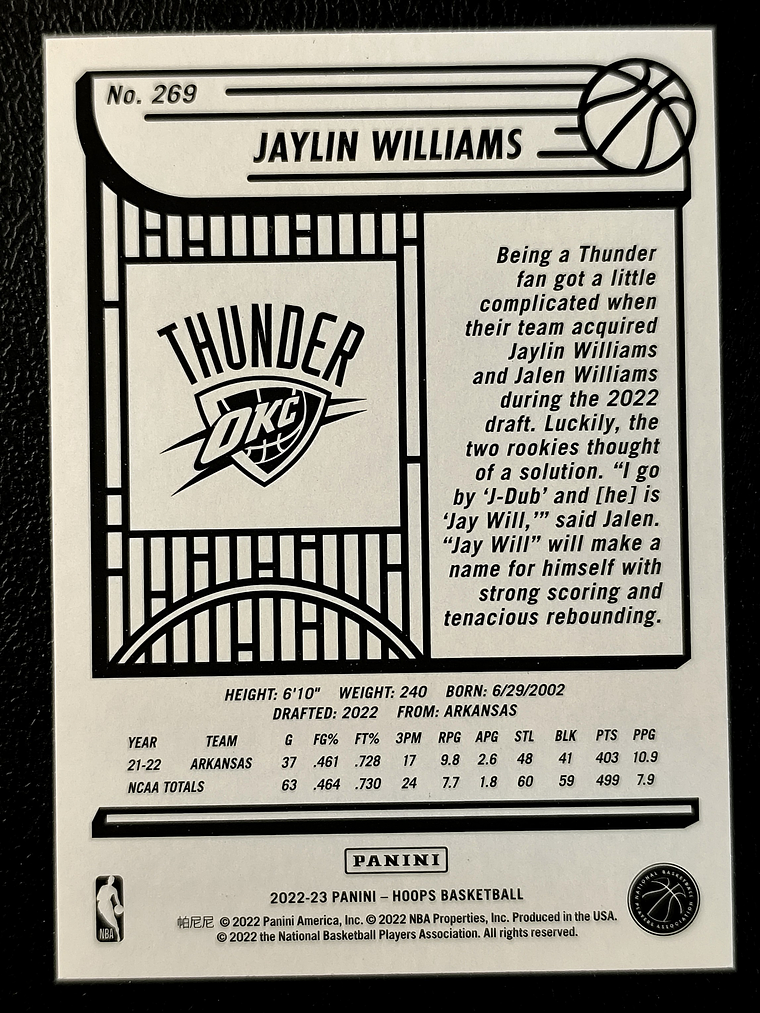 No. 269
JAYLIN WILLIAMS
THUNDER
OKC
Being a Thunder
fan got a little
complicated when
their team acquired
Jaylin Williams
and Jalen Williams
during the 2022
draft. Luckily, the
two rookies thought
of a solution. “I go
by ‘J-Dub’ and [he] is
‘Jay Will,’” said Jalen.
“Jay Will” will make a
name for himself with
strong scoring and
tenacious rebounding.
HEIGHT: 6'10" WEIGHT: 240 BORN: 6/29/2002
DRAFTED: 2022 FROM: ARKANSAS
YEAR TEAM G FG% FT% 3PM RPG APG STL BLK PTS PPG
21-22 ARKANSAS 37 .461 .728 17 9.8 2.6 48 41 403 10.9
NCAA TOTALS 63 .464 .730 24 7.7 1.8 60 59 499 7.9
PANINI
2022-23 PANINI – HOOPS BASKETBALL
帕尼尼 © 2022 Panini America, Inc. © 2022 NBA Properties, Inc. Produced in the USA.
© 2022 the National Basketball Players Association. All rights reserved.
NBA
NATIONAL BASKETBALL PLAYERS ASSOCIATION